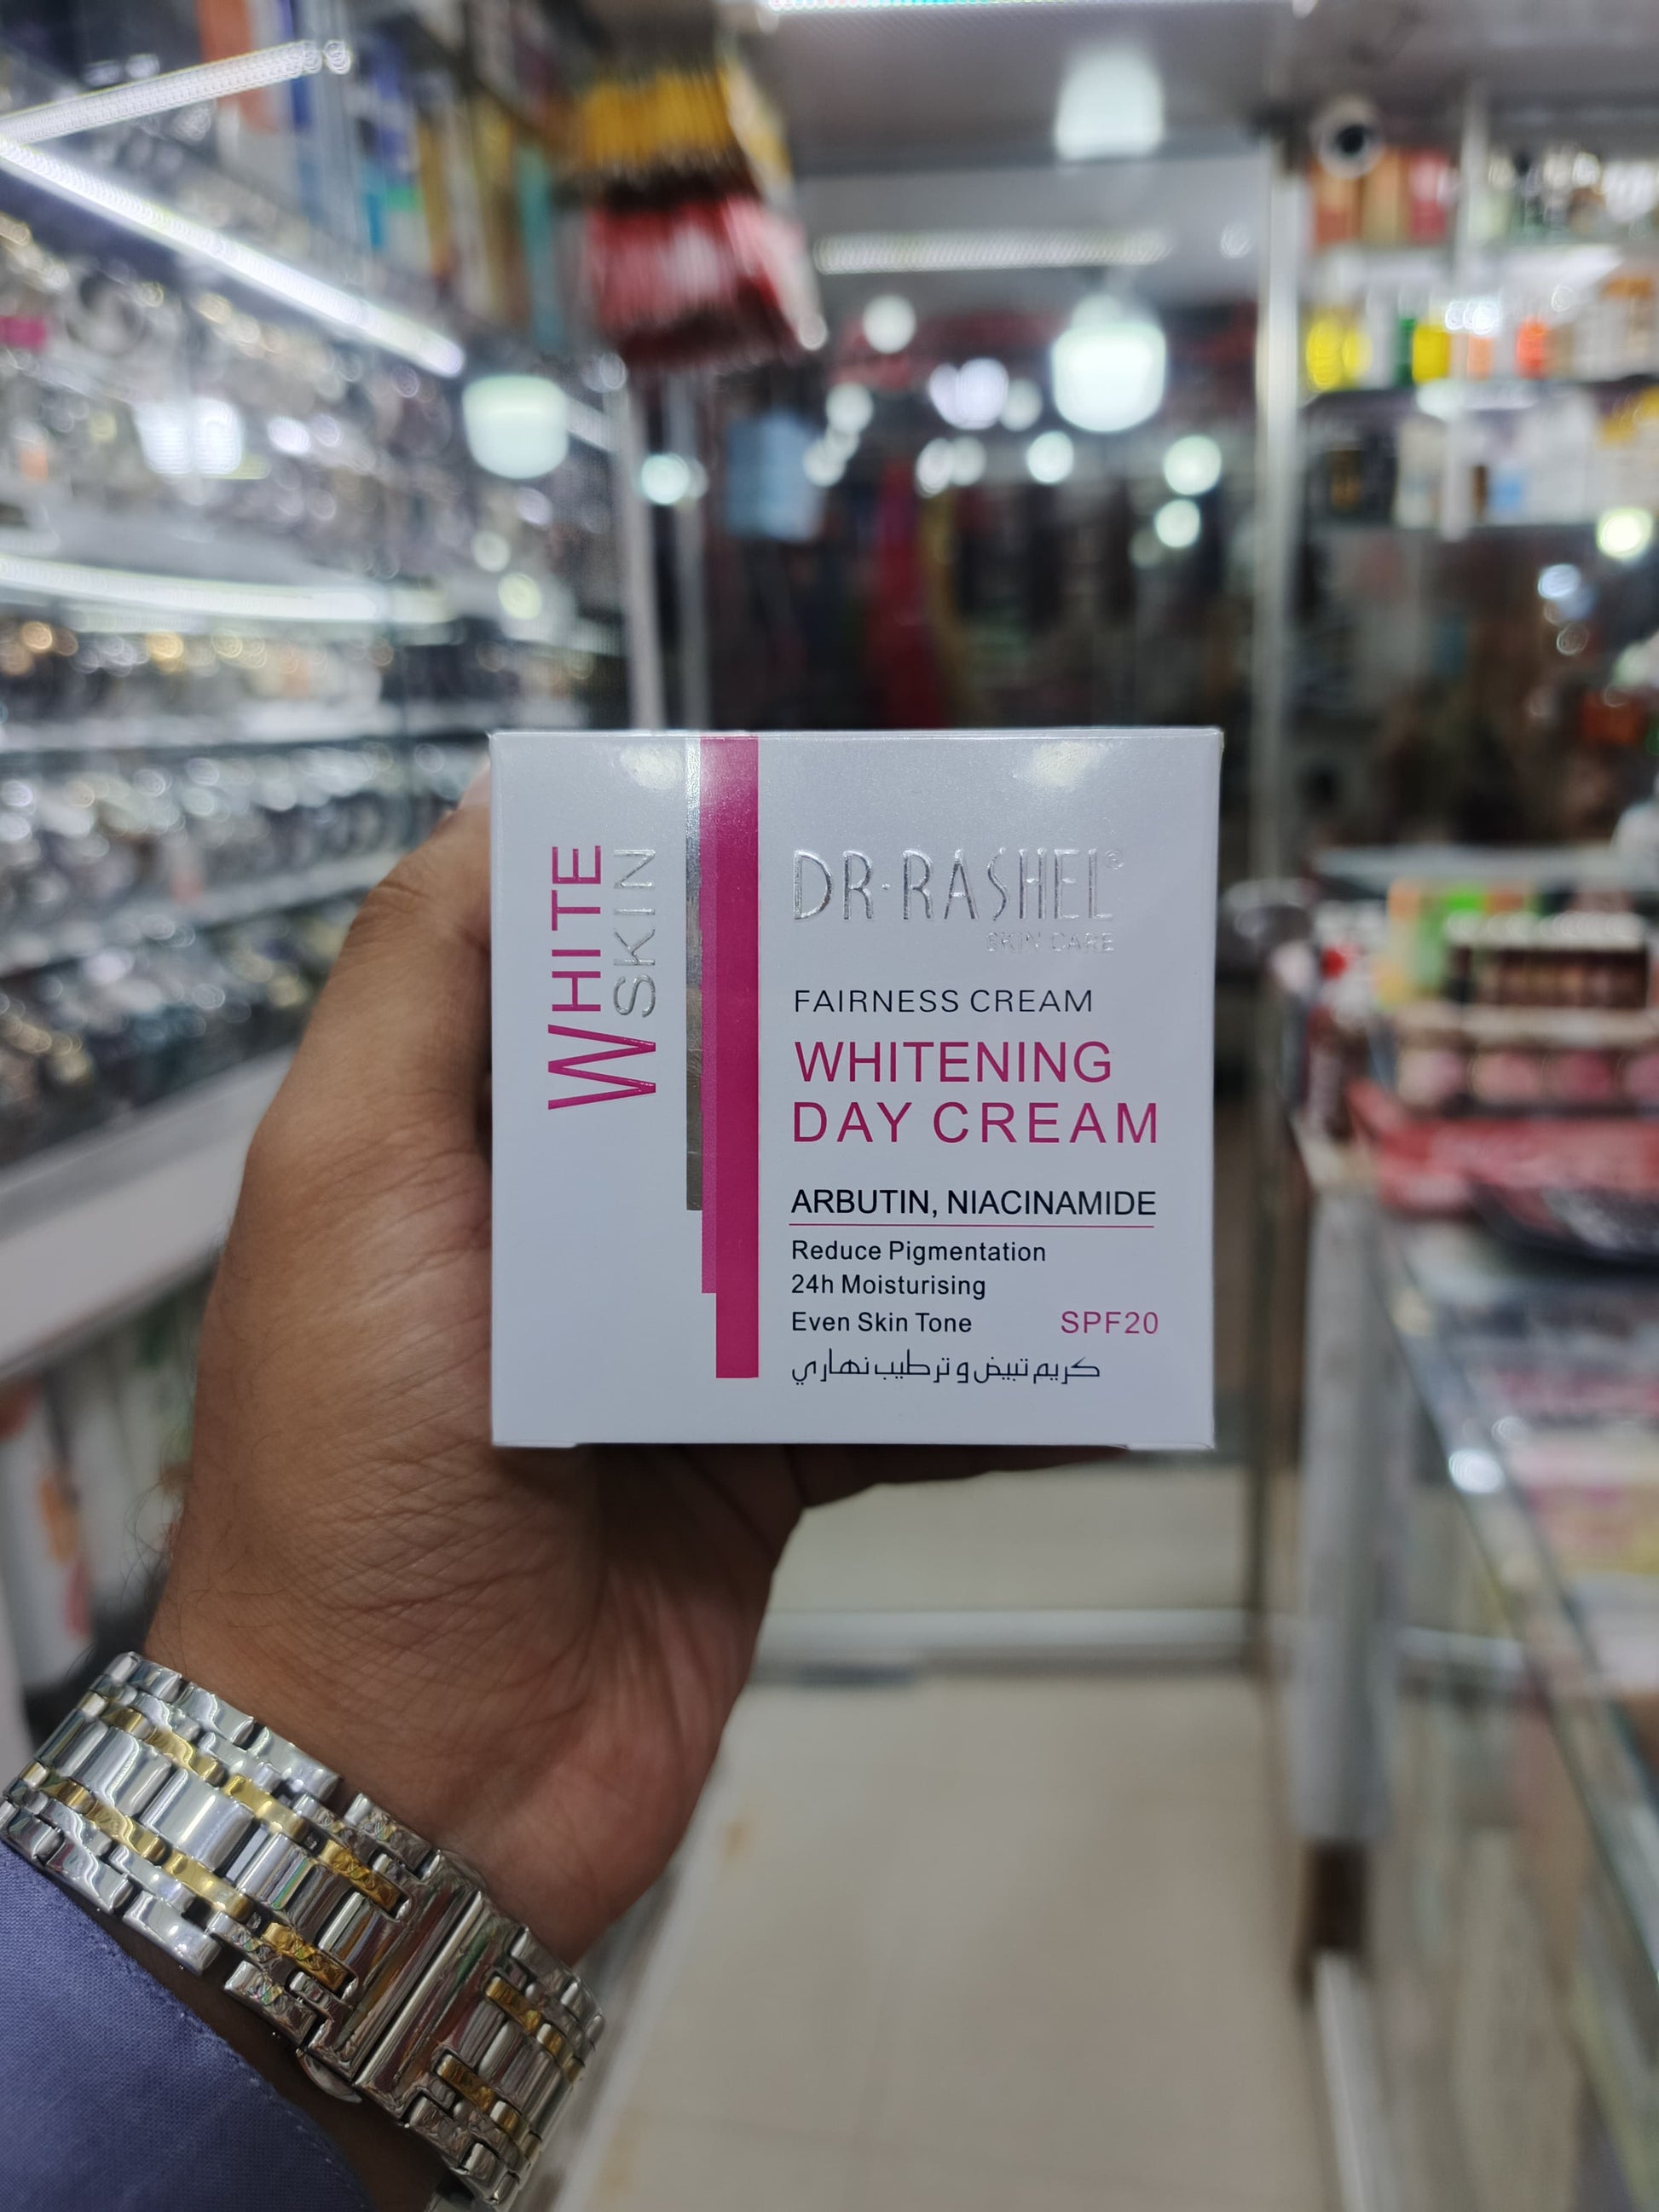 WHITE
SKIN
DR·RASHEL®
SKIN CARE
FAIRNESS CREAM
WHITENING
DAY CREAM
ARBUTIN, NIACINAMIDE
Reduce Pigmentation
24h Moisturising
Even Skin Tone SPF20
كريم تبيض و ترطيب نهاري